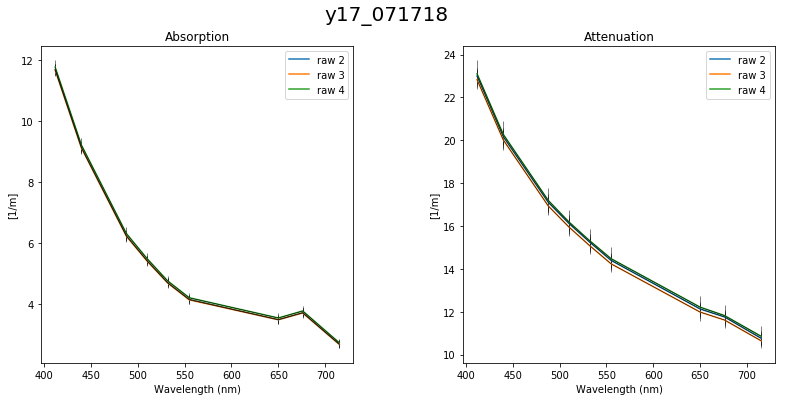 y17_071718
Absorption
12
10
8
6
4
[1/m]
400 450 500 550 600 650 700
Wavelength (nm)
raw 2
raw 3
raw 4
Attenuation
24
22
20
18
16
14
12
10
[1/m]
400 450 500 550 600 650 700
Wavelength (nm)
raw 2
raw 3
raw 4